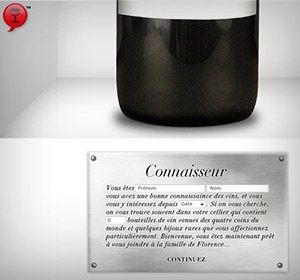 TM
Connaisseur
Vous êtes Prénom Nom
vous avez une bonne connaissance des vins, et vous
vous y intéressez depuis Date . Si on vous cherche,
on vous trouve souvent dans votre cellier qui contient
0 bouteilles de vin venues des quatre coins du
monde et quelques bijoux rares que vous affectionnez
particulièrement. Bienvenue, vous êtes maintenant prêt
à vous joindre à la famille de Florence...
CONTINUEZ